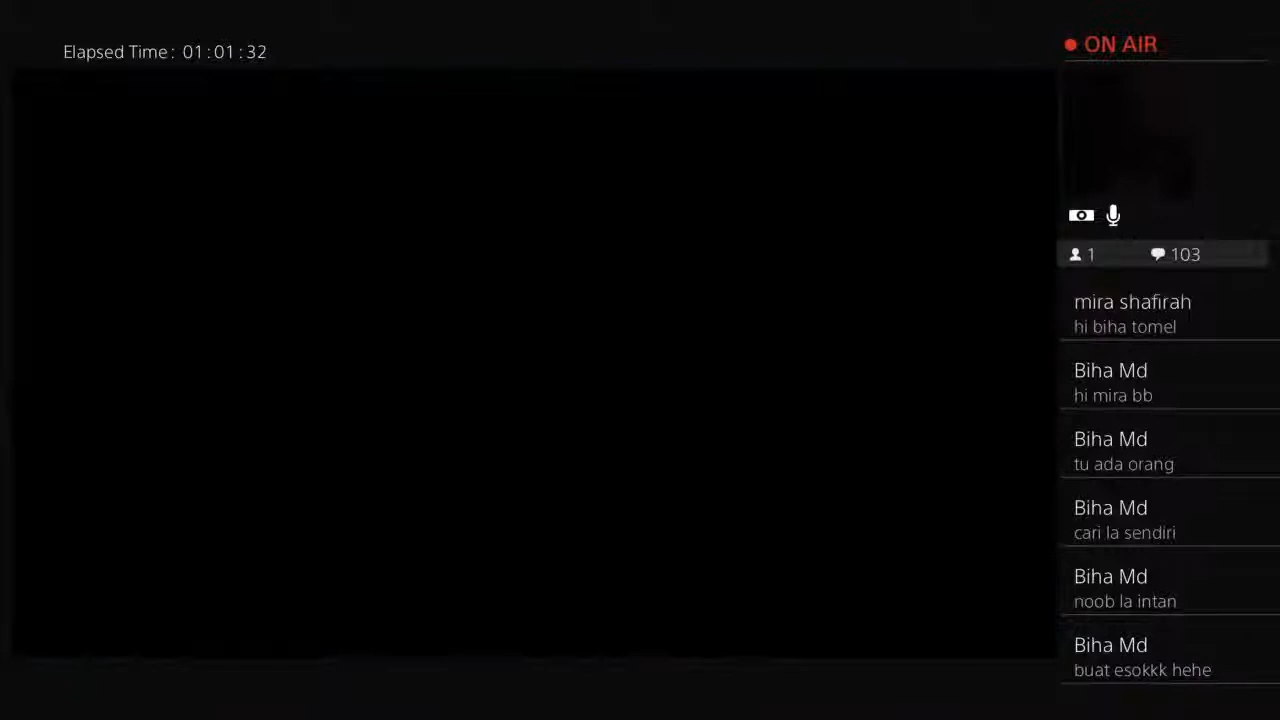 Elapsed Time: 01:01:32
ON AIR
1
103
mira shafirah
hi biha tomel
Biha Md
hi mira bb
Biha Md
tu ada orang
Biha Md
cari la sendiri
Biha Md
noob la intan
Biha Md
buat esokkk hehe